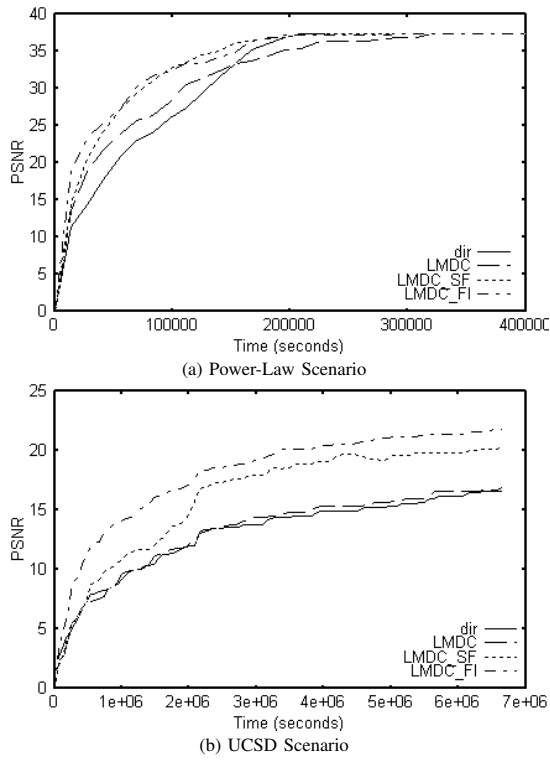 40
35
30
25
20
15
10
5
0
PSNR
dir
LMDC
LMDC_SF
LMDC_FI
0 100000 200000 300000 400000
Time (seconds)
(a) Power-Law Scenario
25
20
15
10
5
0
PSNR
dir
LMDC
LMDC_SF
LMDC_FI
0 1e+06 2e+06 3e+06 4e+06 5e+06 6e+06 7e+06
Time (seconds)
(b) UCSD Scenario